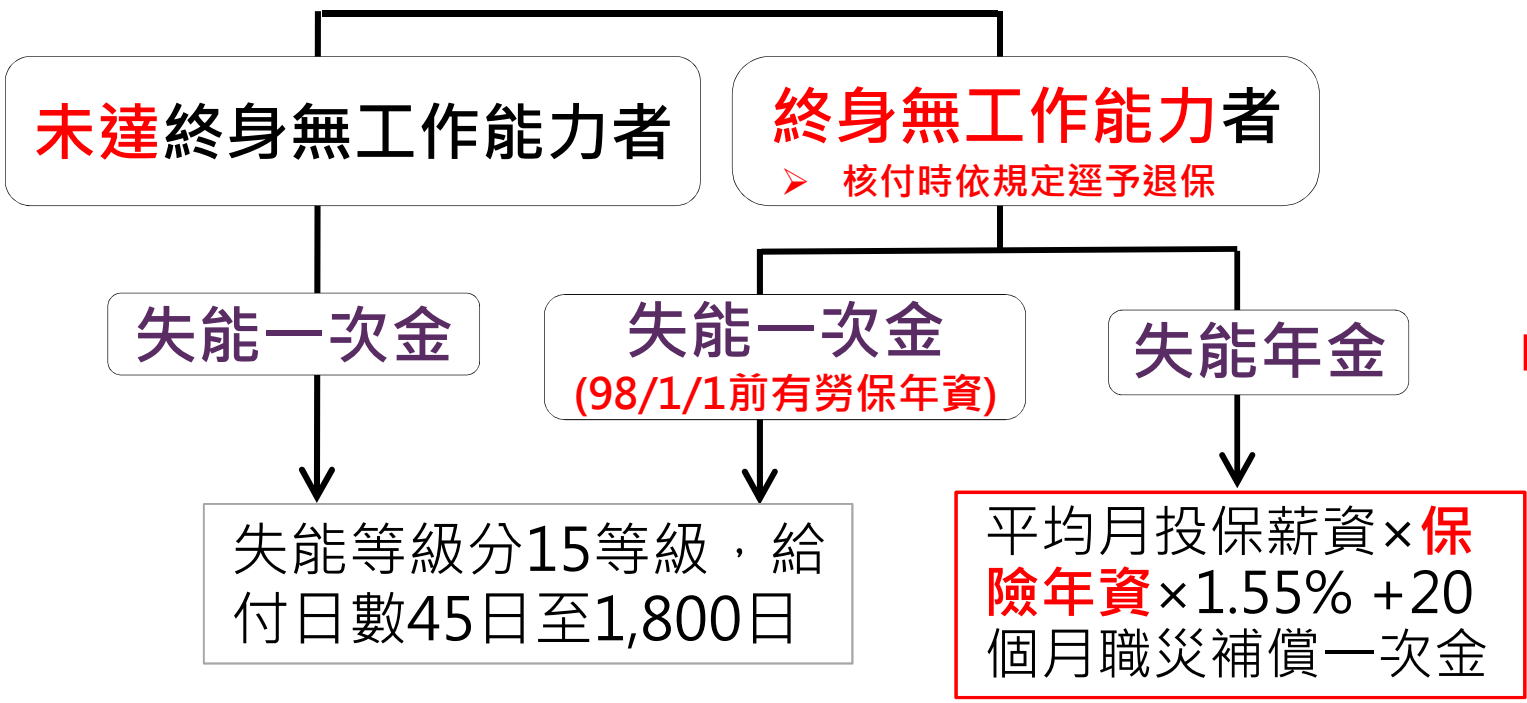 未達終身無工作能力者
終身無工作能力者
➢ 核付時依規定逕予退保
失能一次金
失能一次金
(98/1/1前有勞保年資)
失能年金
失能等級分15等級，給
付日數45日至1,800日
平均月投保薪資×保
險年資×1.55% +20
個月職災補償一次金